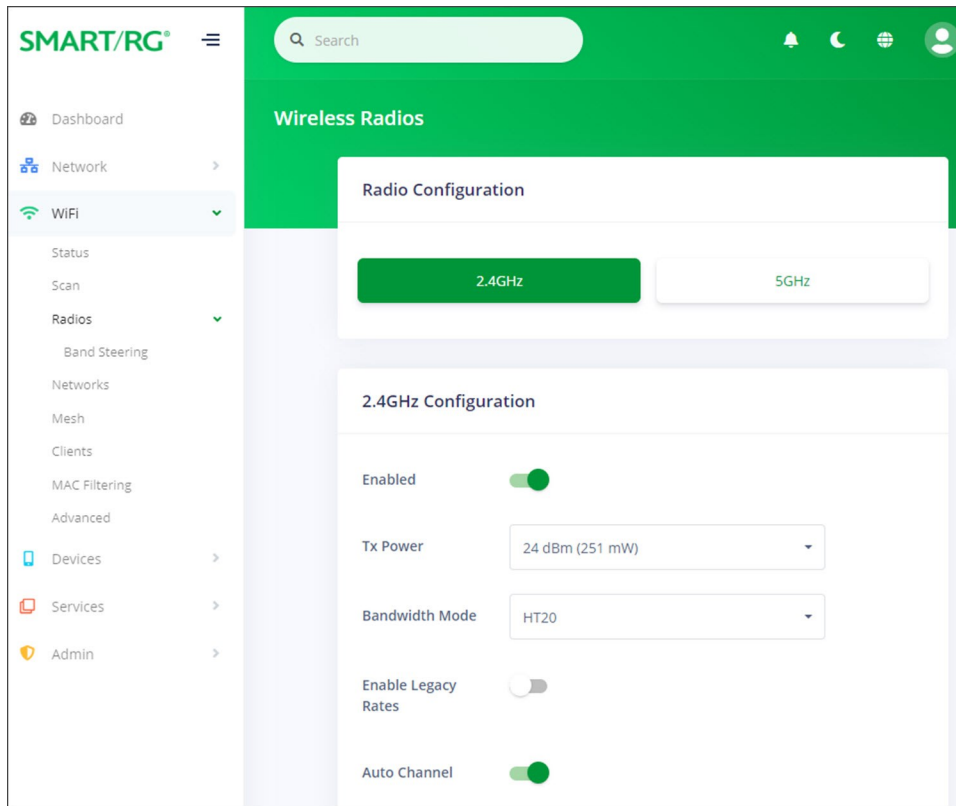 SMART/RG®
Search
Dashboard
Network
WiFi
Status
Scan
Radios
Band Steering
Networks
Mesh
Clients
MAC Filtering
Advanced
Devices
Services
Admin
Wireless Radios
Radio Configuration
2.4GHz
5GHz
2.4GHz Configuration
Enabled
Tx Power
24 dBm (251 mW)
Bandwidth Mode
HT20
Enable Legacy
Rates
Auto Channel